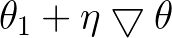 θ₁ + η ▽ θ